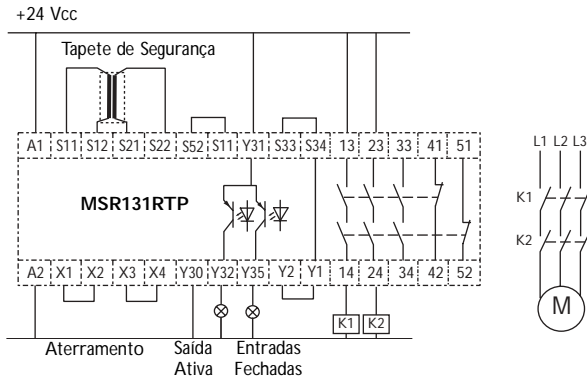 +24 Vcc
Tapete de Segurança
A1 S11 S12 S21 S22 S52 S11 Y31 S33 S34 13 23 33 41 51
MSR131RTP
A2 X1 X2 X3 X4 Y30 Y32 Y35 Y2 Y1 14 24 34 42 52
K1 K2
Aterramento
Saída
Ativa
Entradas
Fechadas
L1 L2 L3
K1
K2
M